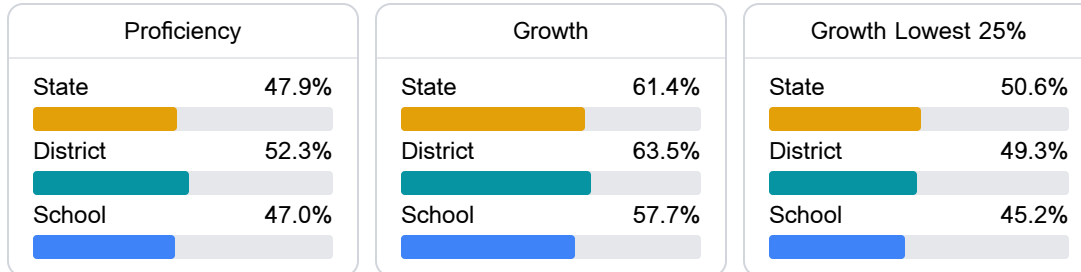 Proficiency
State 47.9%
District 52.3%
School 47.0%
Growth
State 61.4%
District 63.5%
School 57.7%
Growth Lowest 25%
State 50.6%
District 49.3%
School 45.2%